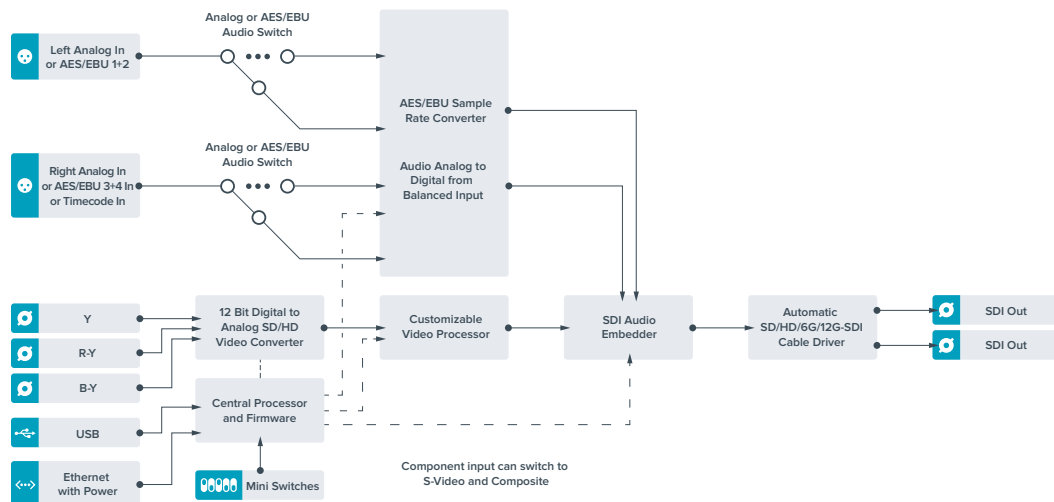 Analog or AES/EBU
Audio Switch
Left Analog In
or AES/EBU 1+2
AES/EBU Sample
Rate Converter
Analog or AES/EBU
Audio Switch
Right Analog In
or AES/EBU 3+4 In
or Timecode In
Audio Analog to
Digital from
Balanced Input
Y
R-Y
B-Y
12 Bit Digital to
Analog SD/HD
Video Converter
Customizable
Video Processor
SDI Audio
Embedder
Automatic
SD/HD/6G/12G-SDI
Cable Driver
SDI Out
SDI Out
USB
Ethernet
with Power
Central Processor
and Firmware
Mini Switches
Component input can switch to
S-Video and Composite